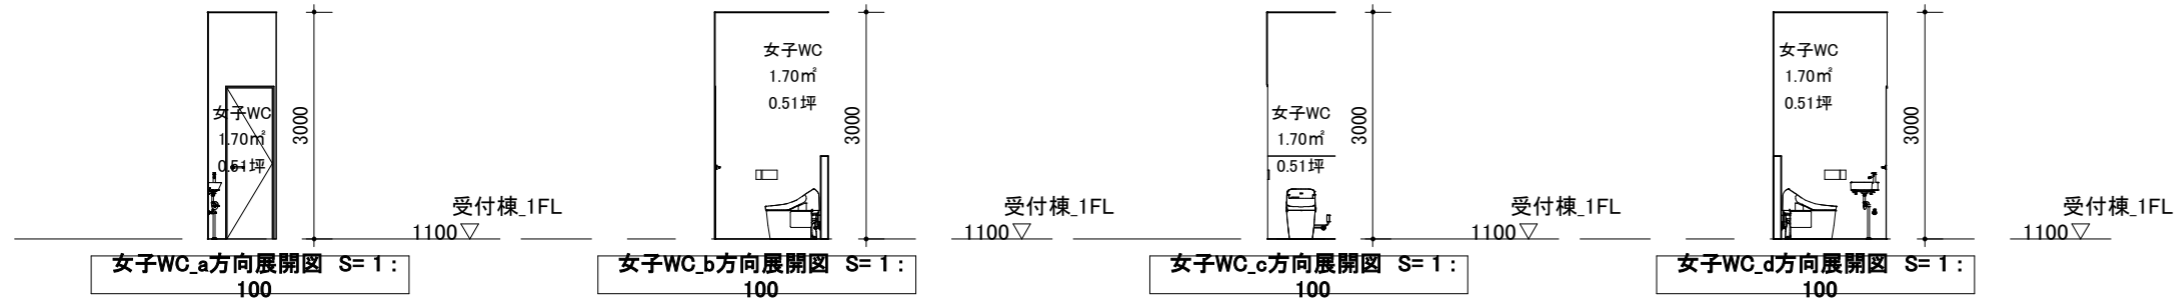 女子WC
1.70㎡
0.51坪
3000
受付棟_1FL
1100▽
女子WC_a方向展開図 S= 1 :
100
女子WC
1.70㎡
0.51坪
3000
受付棟_1FL
1100▽
女子WC_b方向展開図 S= 1 :
100
女子WC
1.70㎡
0.51坪
3000
受付棟_1FL
1100▽
女子WC_c方向展開図 S= 1 :
100
女子WC
1.70㎡
0.51坪
3000
受付棟_1FL
1100▽
女子WC_d方向展開図 S= 1 :
100